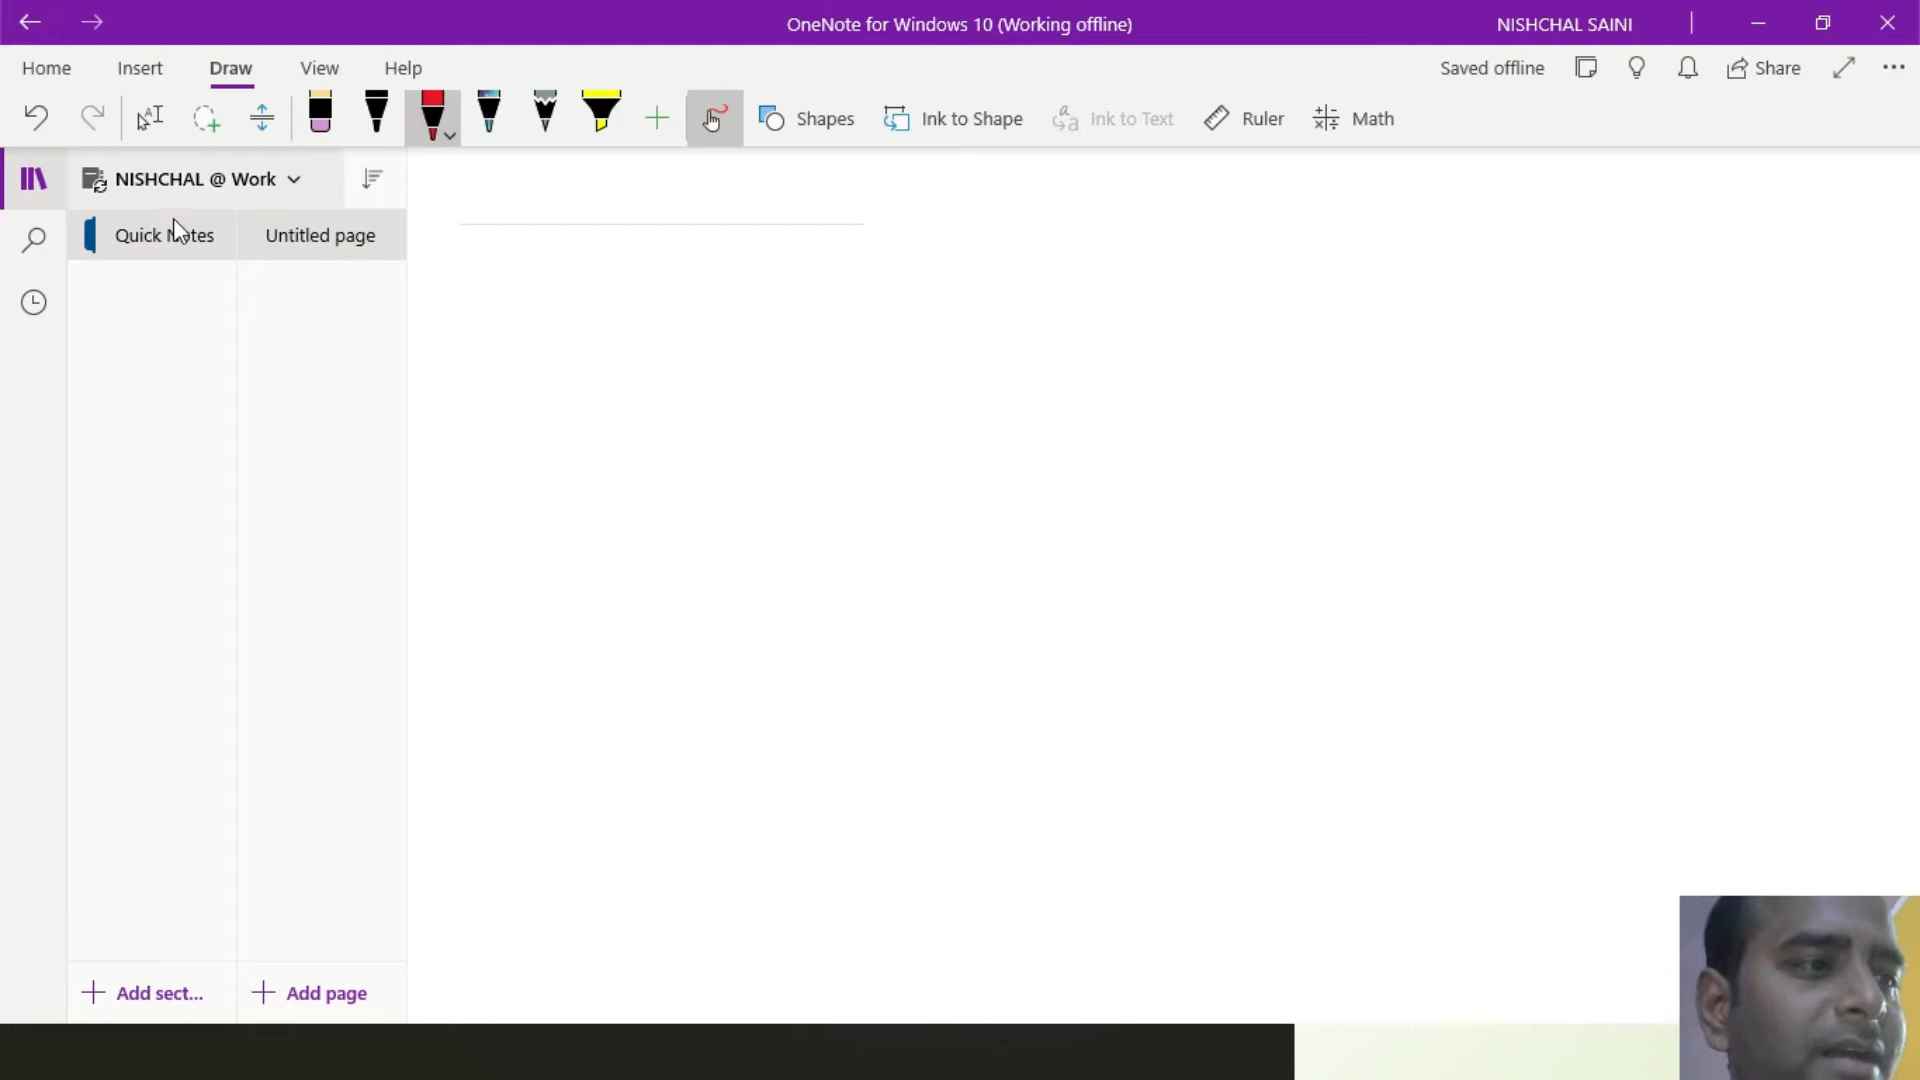 OneNote for Windows 10 (Working offline)
NISHCHAL SAINI
Home Insert Draw View Help
Saved offline
Share
Shapes
Ink to Shape
Ink to Text
Ruler
Math
NISHCHAL @ Work
Quick Notes
Untitled page
Add sect...
Add page